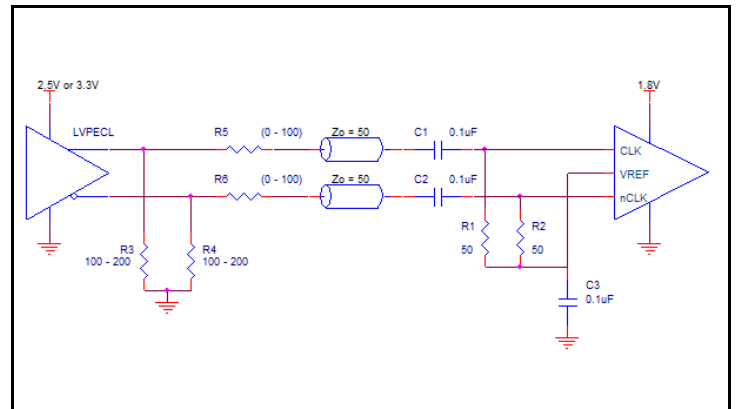 2.5V or 3.3V
1.8V
LVPECL
R5 (0 - 100)
Zo = 50
C1 0.1uF
CLK
VREF
R6 (0 - 100)
Zo = 50
C2 0.1uF
nCLK
R1
50
R2
50
R3
100 - 200
R4
100 - 200
C3
0.1uF